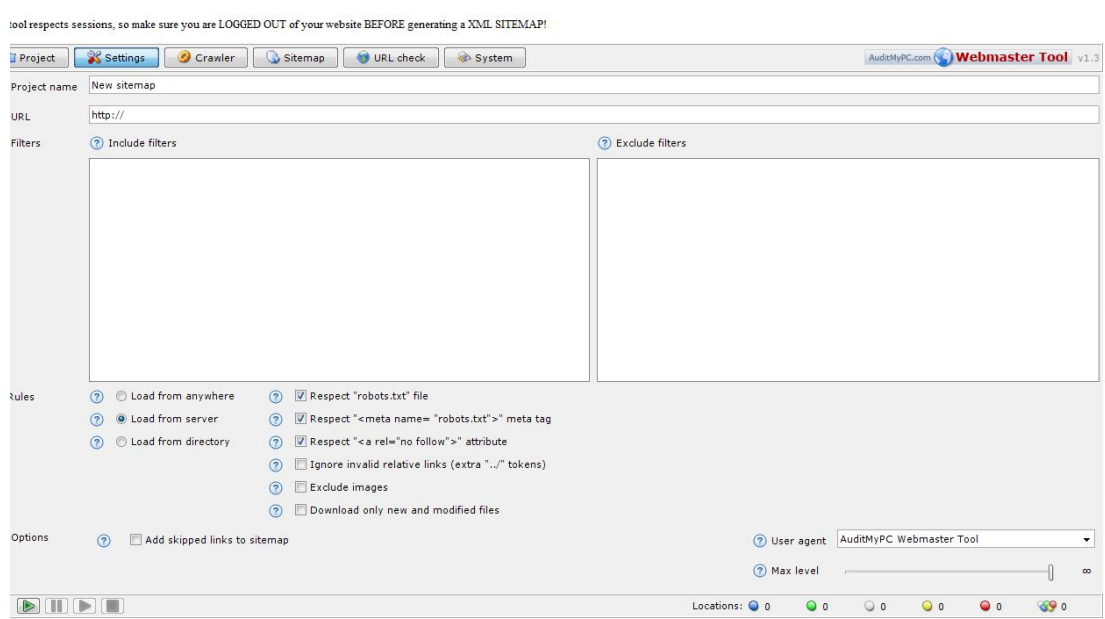 tool respects sessions, so make sure you are LOGGED OUT of your website BEFORE generating a XML SITEMAP!
Project Settings Crawler Sitemap URL check System AuditMyPC.com Webmaster Tool v1.3
Project name New sitemap
URL http://
Filters Include filters Exclude filters
Rules Load from anywhere Respect "robots.txt" file
Load from server Respect "<meta name= "robots.txt">" meta tag
Load from directory Respect "<a rel="no follow">" attribute
Ignore invalid relative links (extra "../" tokens)
Exclude images
Download only new and modified files
Options Add skipped links to sitemap User agent AuditMyPC Webmaster Tool
Max level ∞
Locations: 0 0 0 0 0 0